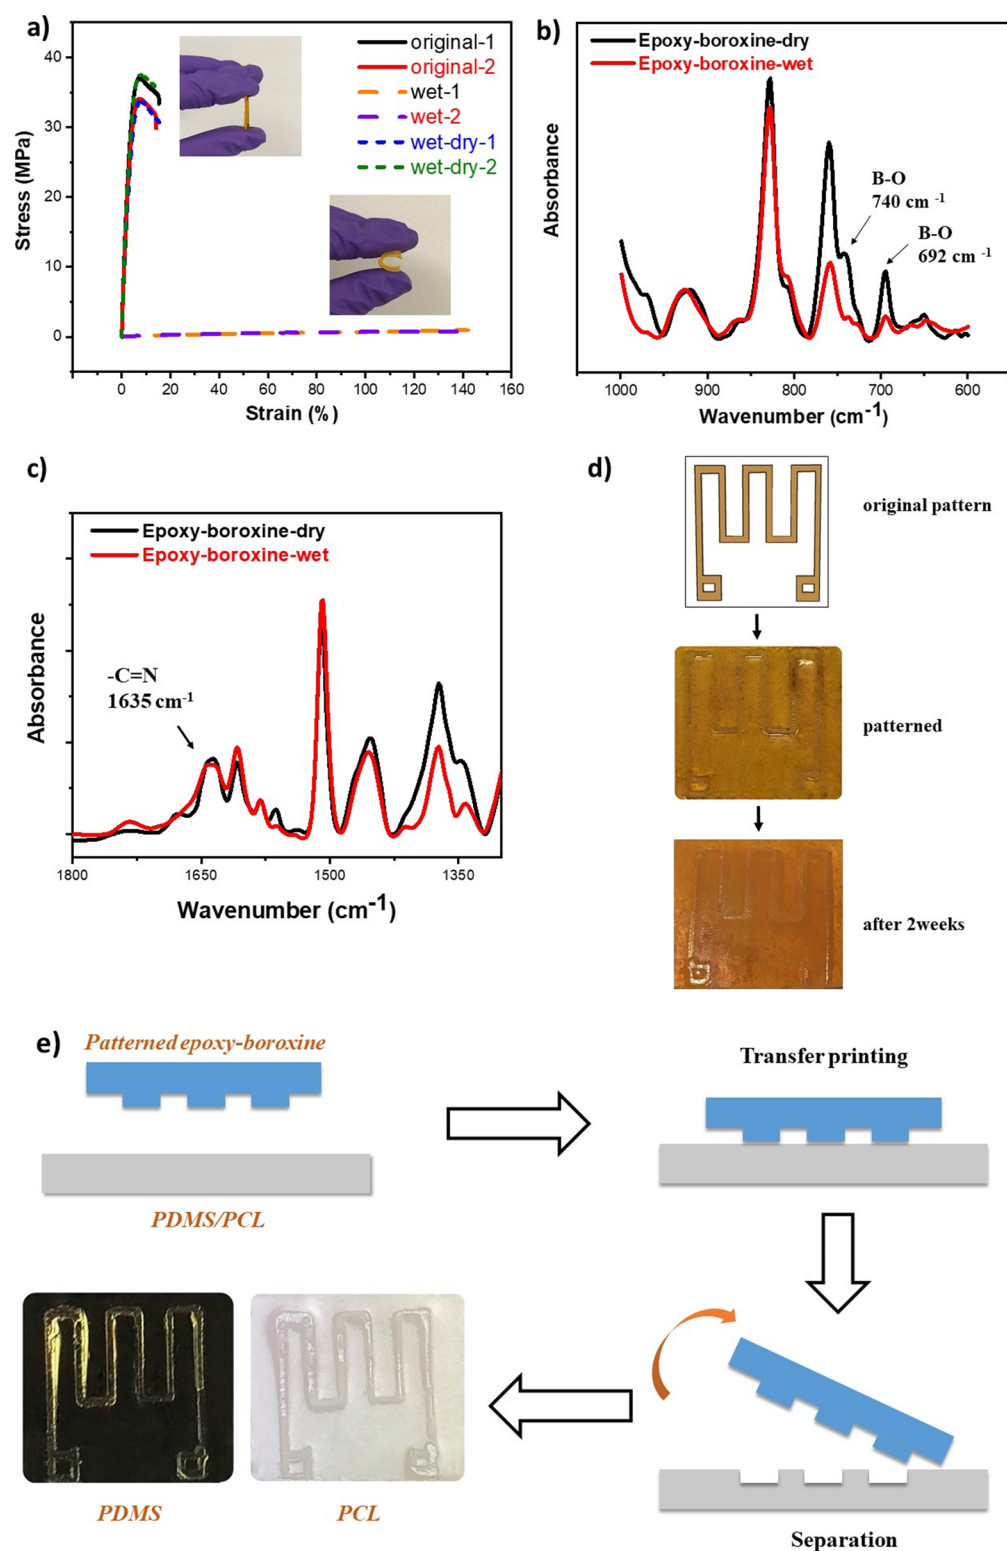 a)
Stress (MPa)
40
30
20
10
0
0 20 40 60 80 100 120 140 160
Strain (%)
original-1
original-2
wet-1
wet-2
wet-dry-1
wet-dry-2
b)
Epoxy-boroxine-dry
Epoxy-boroxine-wet
Absorbance
B-O
740 cm -1
B-O
692 cm -1
1000 900 800 700 600
Wavenumber (cm-1)
c)
Epoxy-boroxine-dry
Epoxy-boroxine-wet
Absorbance
-C=N
1635 cm-1
1800 1650 1500 1350
Wavenumber (cm-1)
d)
original pattern
patterned
after 2weeks
e)
Patterned epoxy-boroxine
PDMS/PCL
Transfer printing
Separation
PDMS
PCL